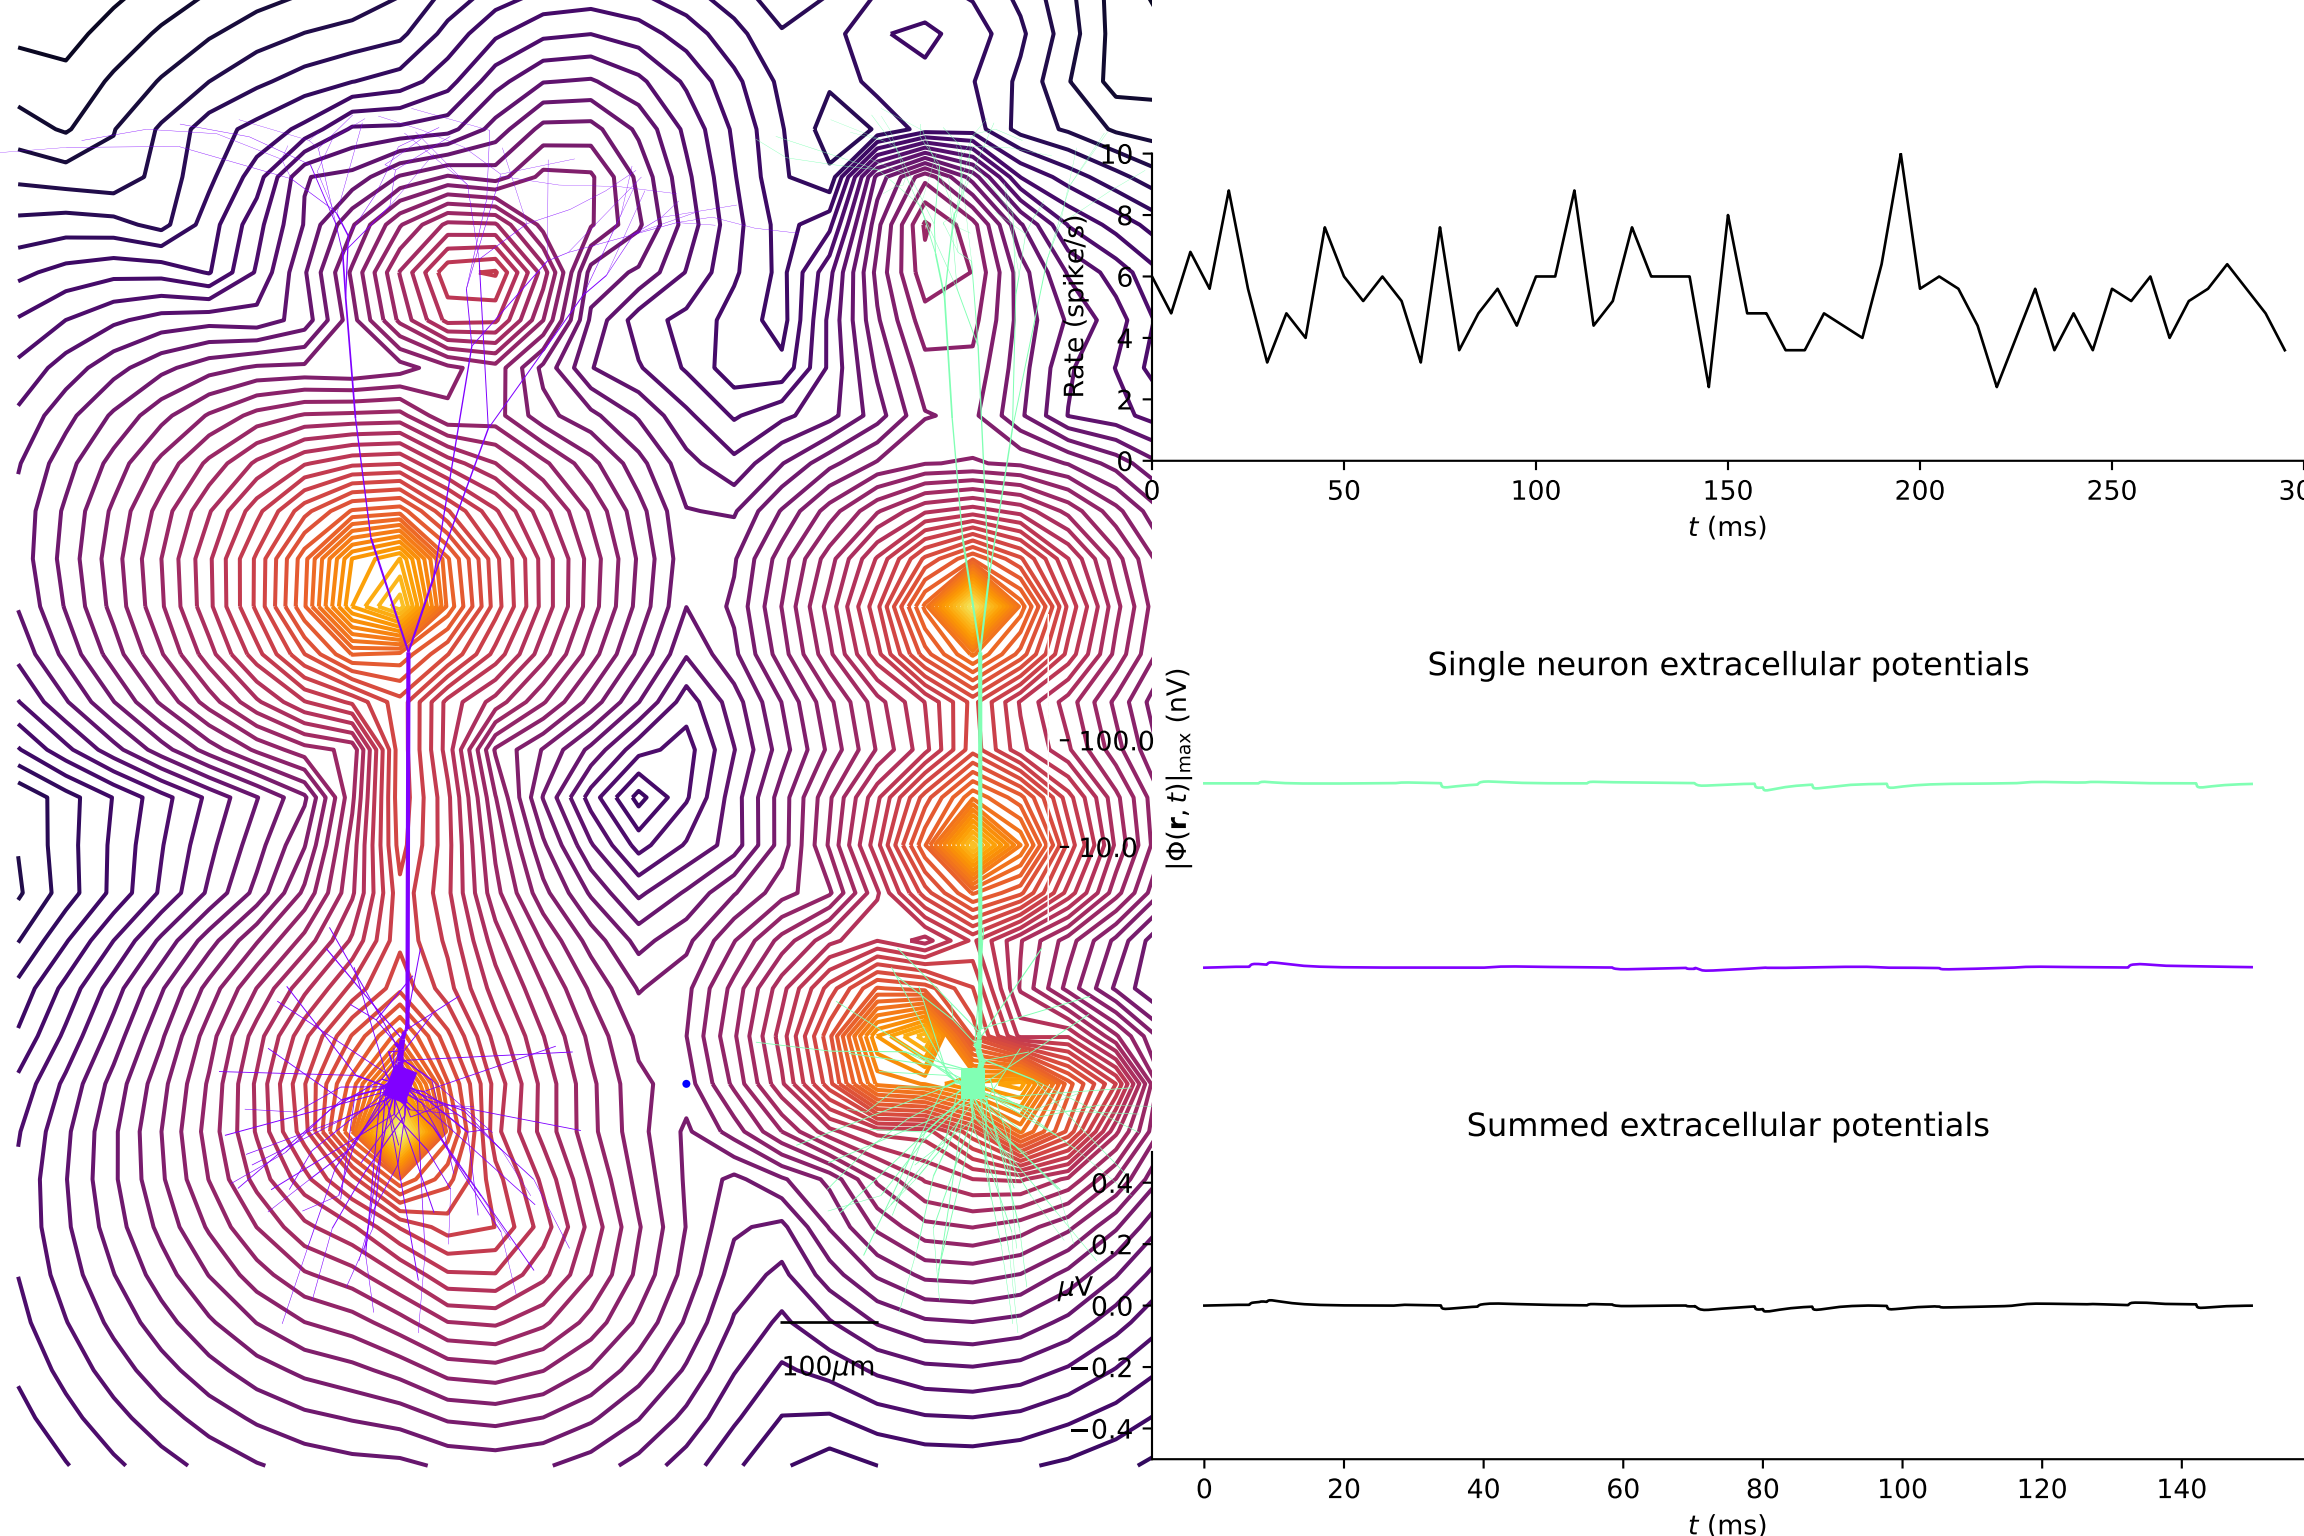 10
8
6
4
2
0
Rate (spike/s)
0 50 100 150 200 250 30
t (ms)
Single neuron extracellular potentials
100.0
10.0
|Φ(r, t)|max (nV)
Summed extracellular potentials
0.4
0.2
0.0
−0.2
−0.4
μV
100μm
0 20 40 60 80 100 120 140
t (ms)